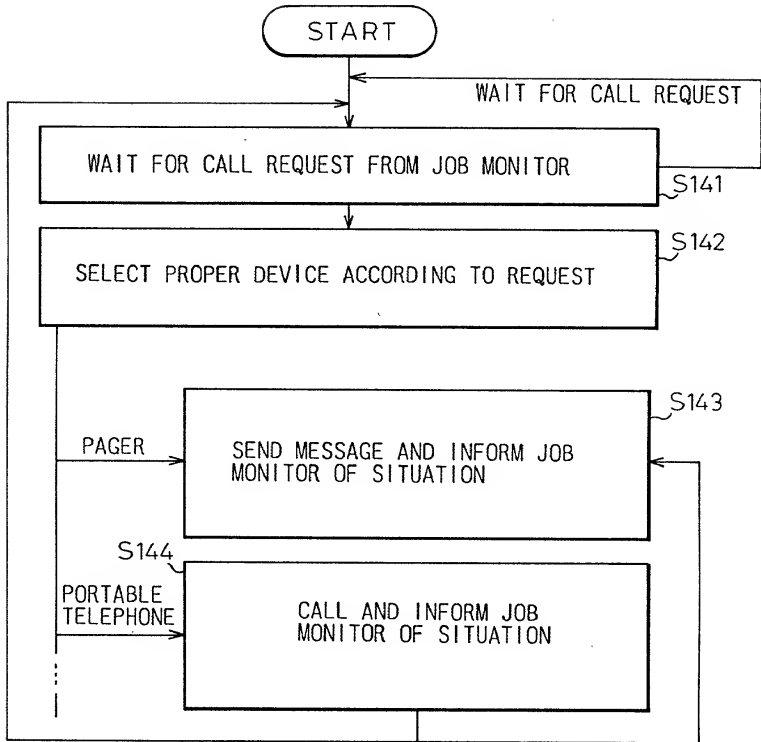 START
WAIT FOR CALL REQUEST
WAIT FOR CALL REQUEST FROM JOB MONITOR
S141
S142
SELECT PROPER DEVICE ACCORDING TO REQUEST
S143
PAGER
SEND MESSAGE AND INFORM JOB
MONITOR OF SITUATION
S144
PORTABLE
TELEPHONE
CALL AND INFORM JOB
MONITOR OF SITUATION